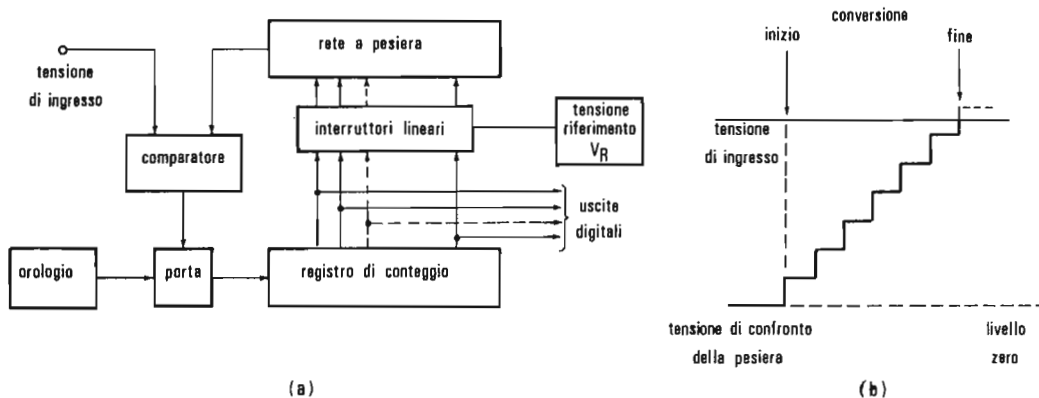 rete a pesiera
tensione
di ingresso
interruttori lineari
tensione
riferimento
V_R
comparatore
uscite
digitali
orologio
porta
registro di conteggio
(a)
conversione
inizio
fine
tensione
di ingresso
tensione di confronto
della pesiera
livello
zero
(b)